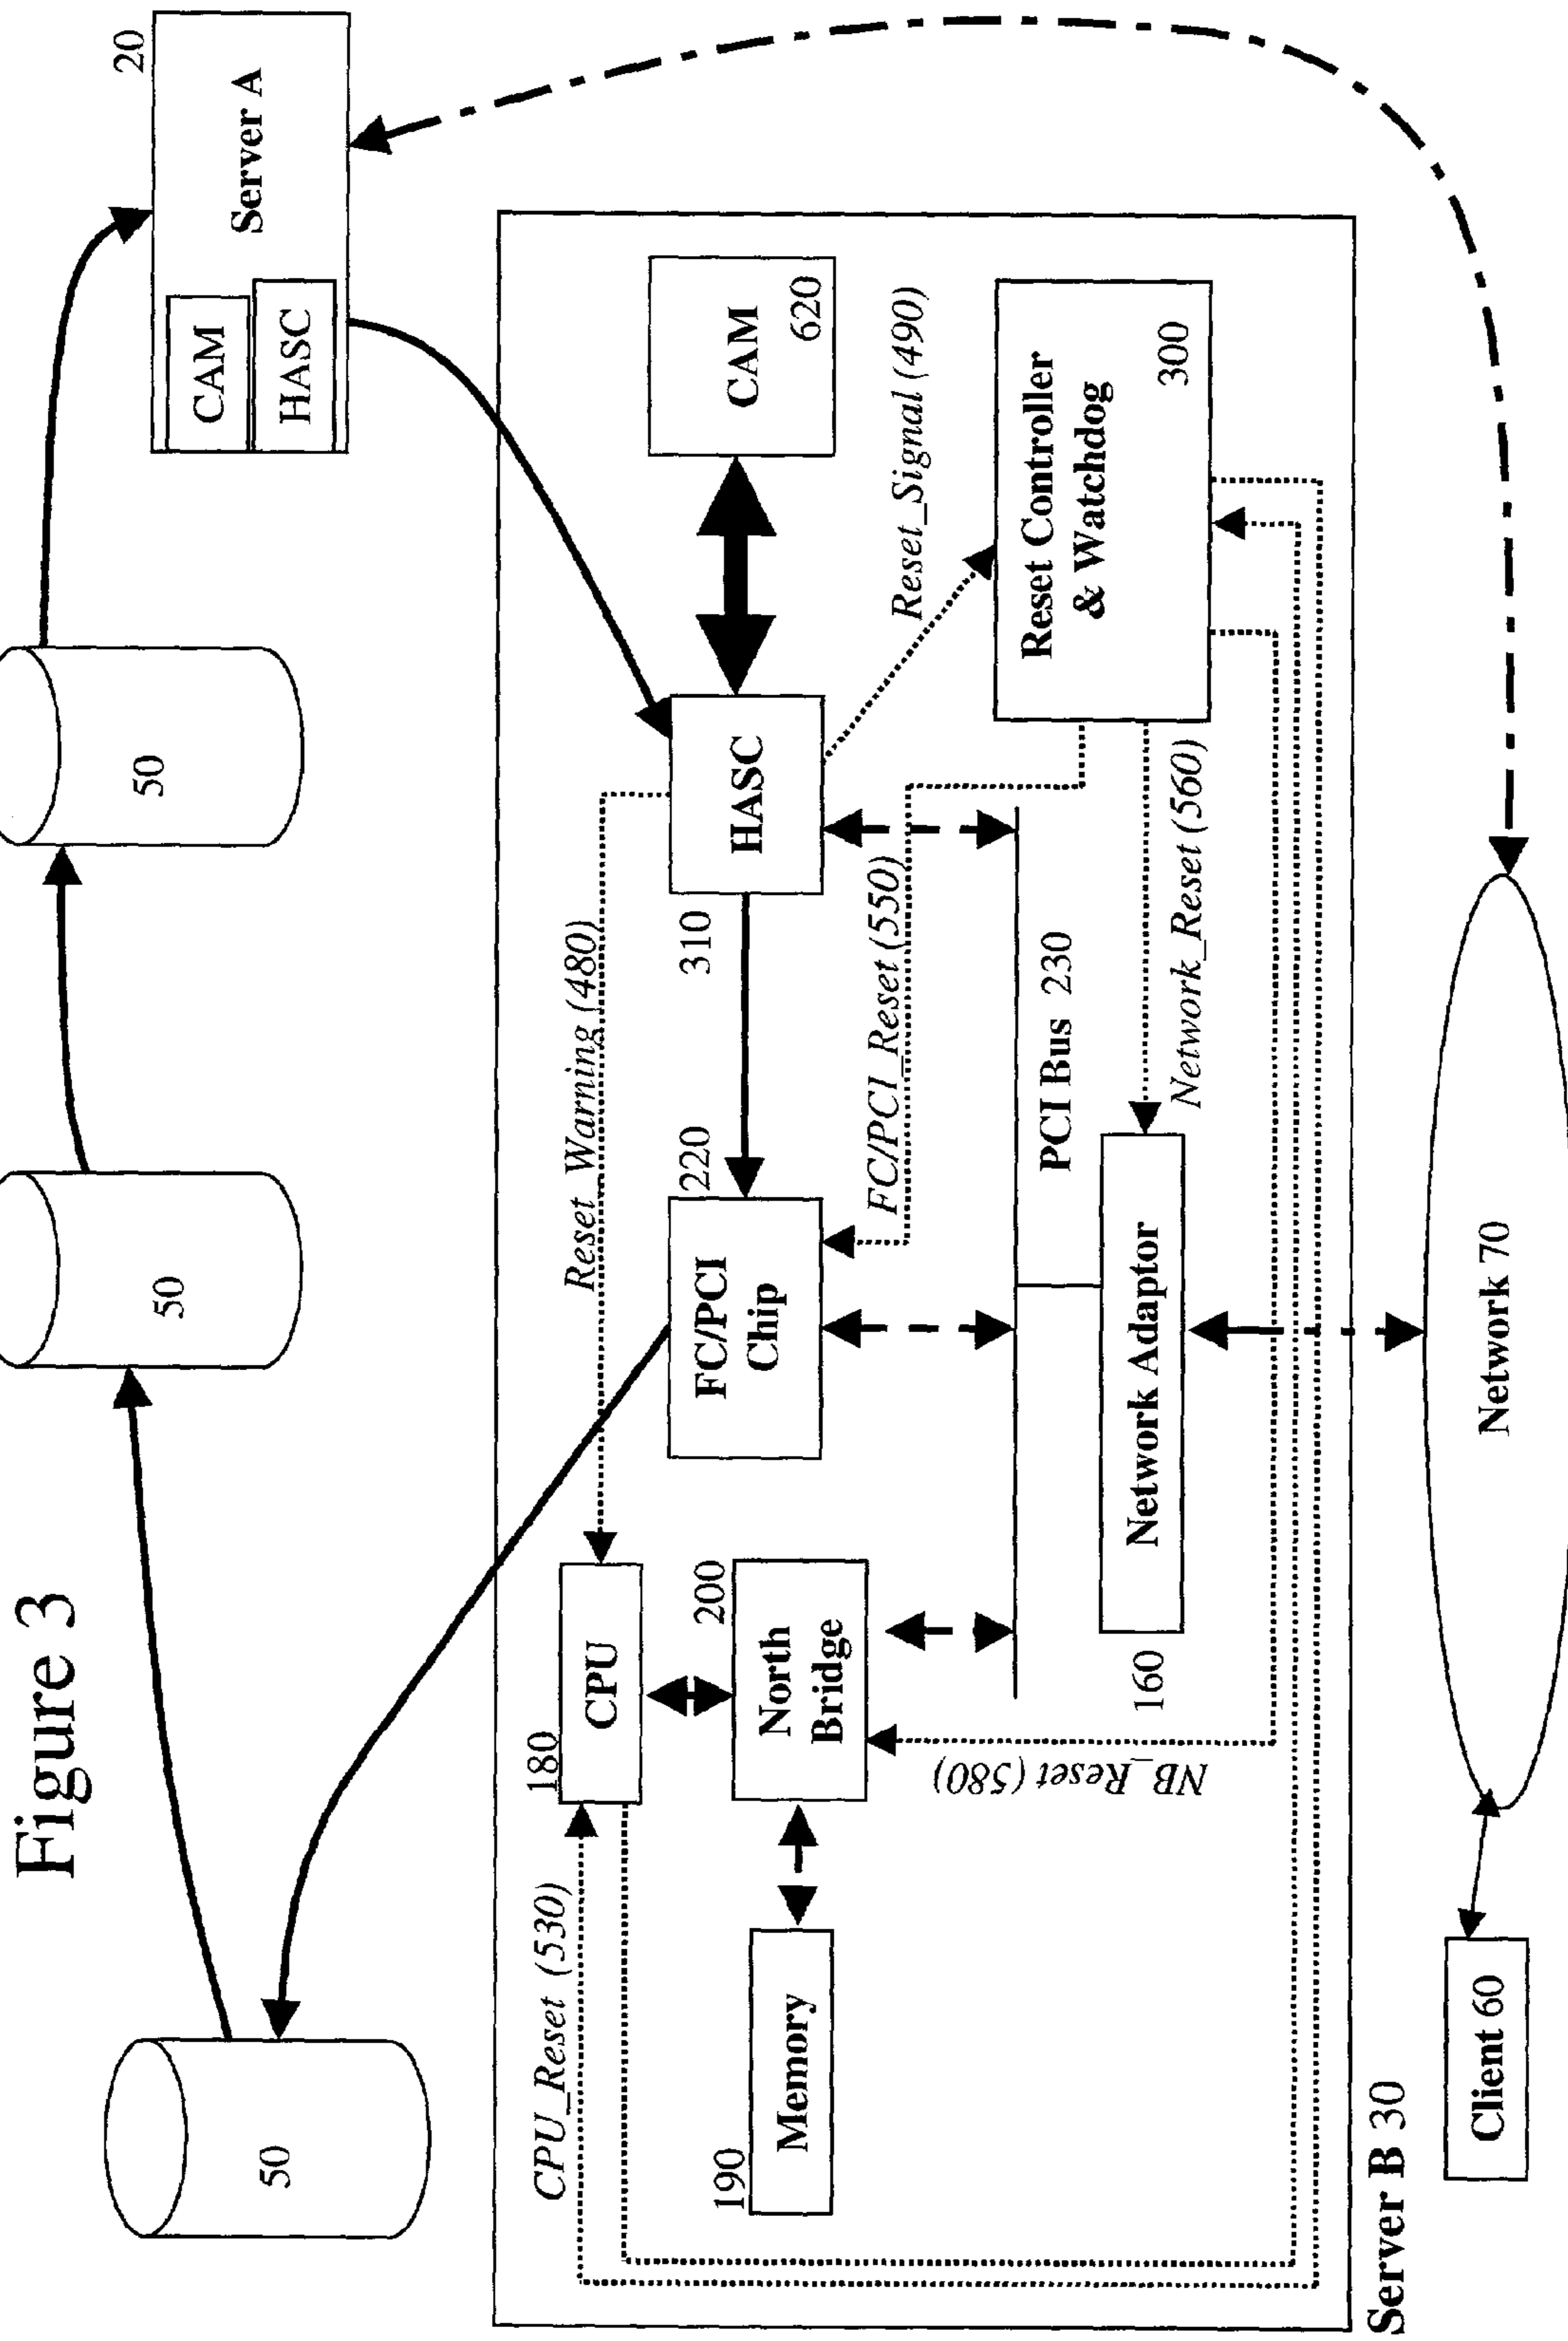 Figure 3
50
50
50
20
Server A
CAM
HASC
CPU_Reset (530)
180
CPU
Reset_Warning (480)
190
Memory
200
North
Bridge
220
FC/PCI
Chip
310
HASC
CAM
620
FC/PCI_Reset (550)
Reset_Signal (490)
NB_Reset (580)
PCI Bus 230
Reset Controller
& Watchdog
300
160
Network Adaptor
Network_Reset (560)
Server B 30
Client 60
Network 70